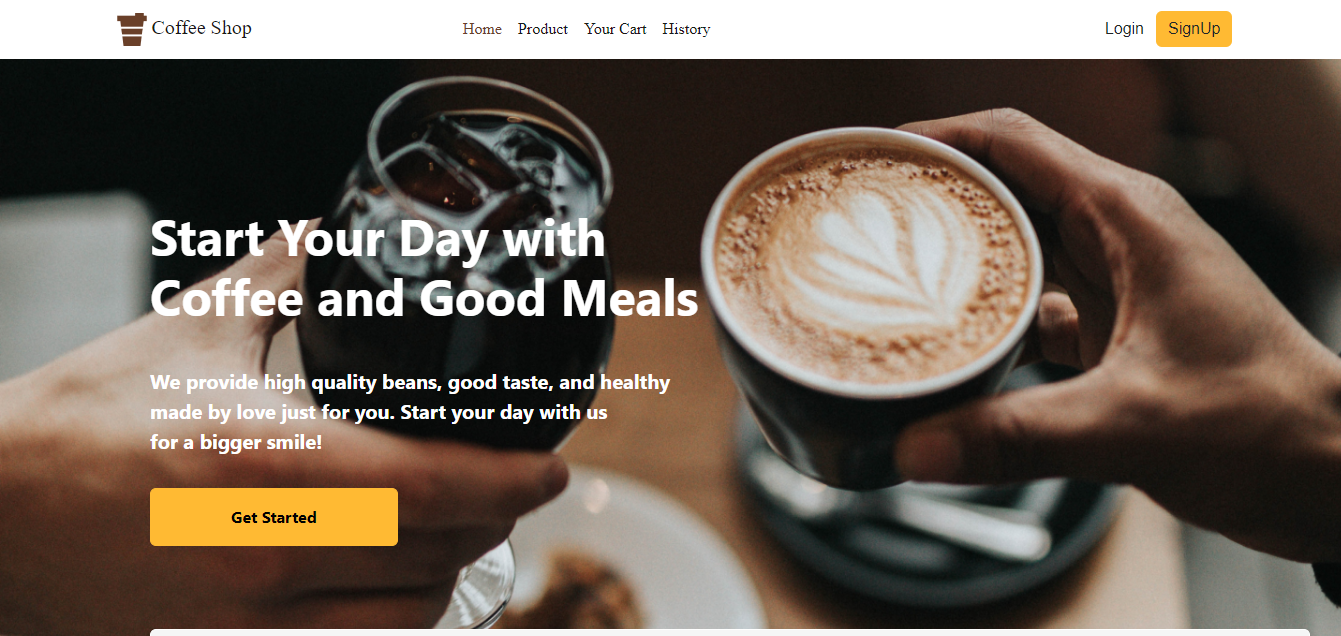 Coffee Shop
Home Product Your Cart History
Login SignUp
Start Your Day with
Coffee and Good Meals
We provide high quality beans, good taste, and healthy
made by love just for you. Start your day with us
for a bigger smile!
Get Started